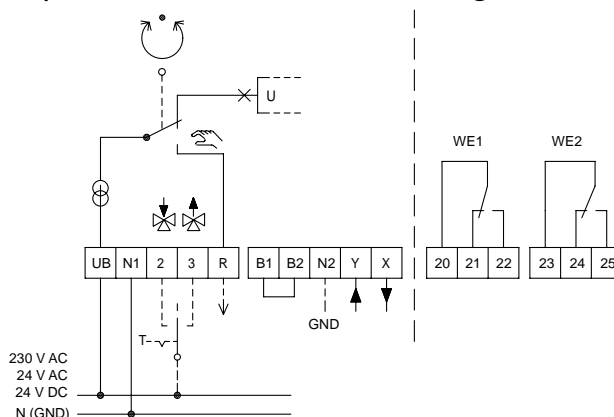 U
WE1
WE2
UB N1 2 3 R
B1 B2 N2 Y X
20 21 22
23 24 25
GND
T
230 V AC
24 V AC
24 V DC
N (GND)